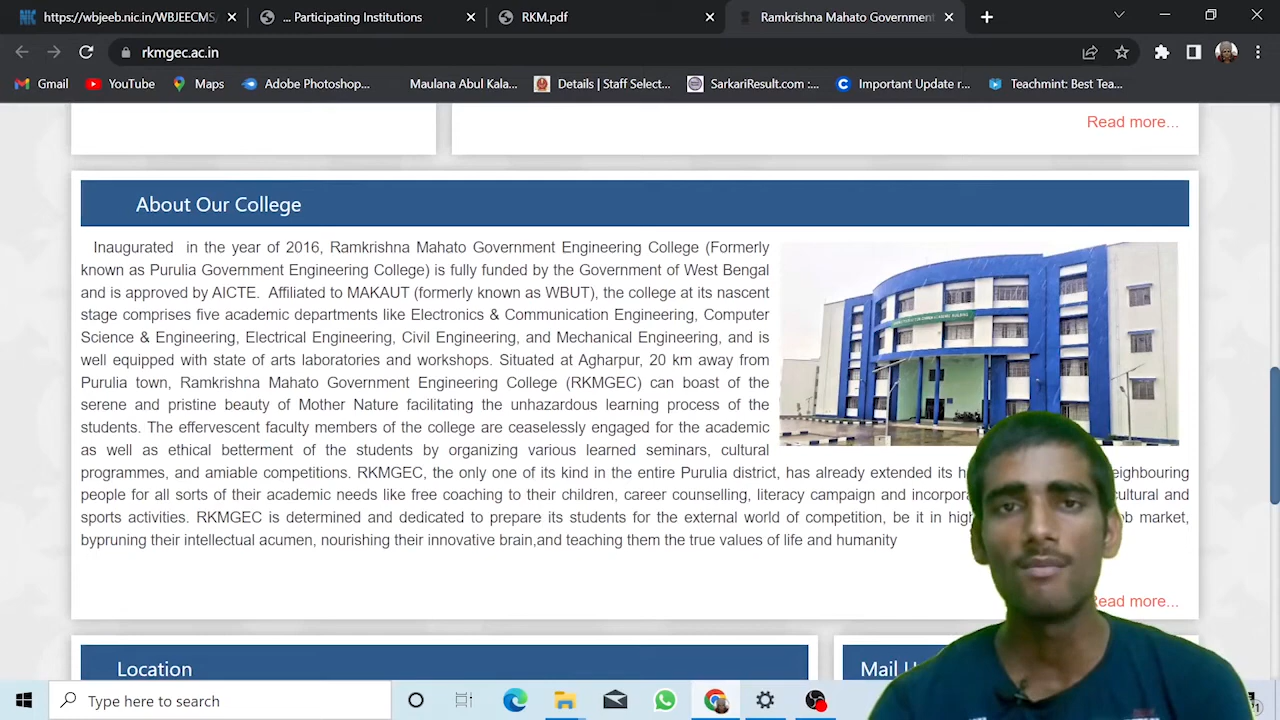 https://wbjeeb.nic.in/WBJEECMS/
... Participating Institutions
RKM.pdf
Ramkrishna Mahato Government
rkmgec.ac.in
Gmail
YouTube
Maps
Adobe Photoshop...
Maulana Abul Kala...
Details | Staff Select...
SarkariResult.com :...
Important Update r...
Teachmint: Best Tea...
Read more...
About Our College
Inaugurated in the year of 2016, Ramkrishna Mahato Government Engineering College (Formerly
known as Purulia Government Engineering College) is fully funded by the Government of West Bengal
and is approved by AICTE. Affiliated to MAKAUT (formerly known as WBUT), the college at its nascent
stage comprises five academic departments like Electronics & Communication Engineering, Computer
Science & Engineering, Electrical Engineering, Civil Engineering, and Mechanical Engineering, and is
well equipped with state of arts laboratories and workshops. Situated at Agharpur, 20 km away from
Purulia town, Ramkrishna Mahato Government Engineering College (RKMGEC) can boast of the
serene and pristine beauty of Mother Nature facilitating the unhazardous learning process of the
students. The effervescent faculty members of the college are ceaselessly engaged for the academic
as well as ethical betterment of the students by organizing various learned seminars, cultural
programmes, and amiable competitions. RKMGEC, the only one of its kind in the entire Purulia district, has already extended its
people for all sorts of their academic needs like free coaching to their children, career counselling, literacy campaign and cultural and
sports activities. RKMGEC is determined and dedicated to prepare its students for the external world of competition, be it in market,
bypruning their intellectual acumen, nourishing their innovative brain,and teaching them the true values of life and humanity
Read more...
Location
Mail
Type here to search